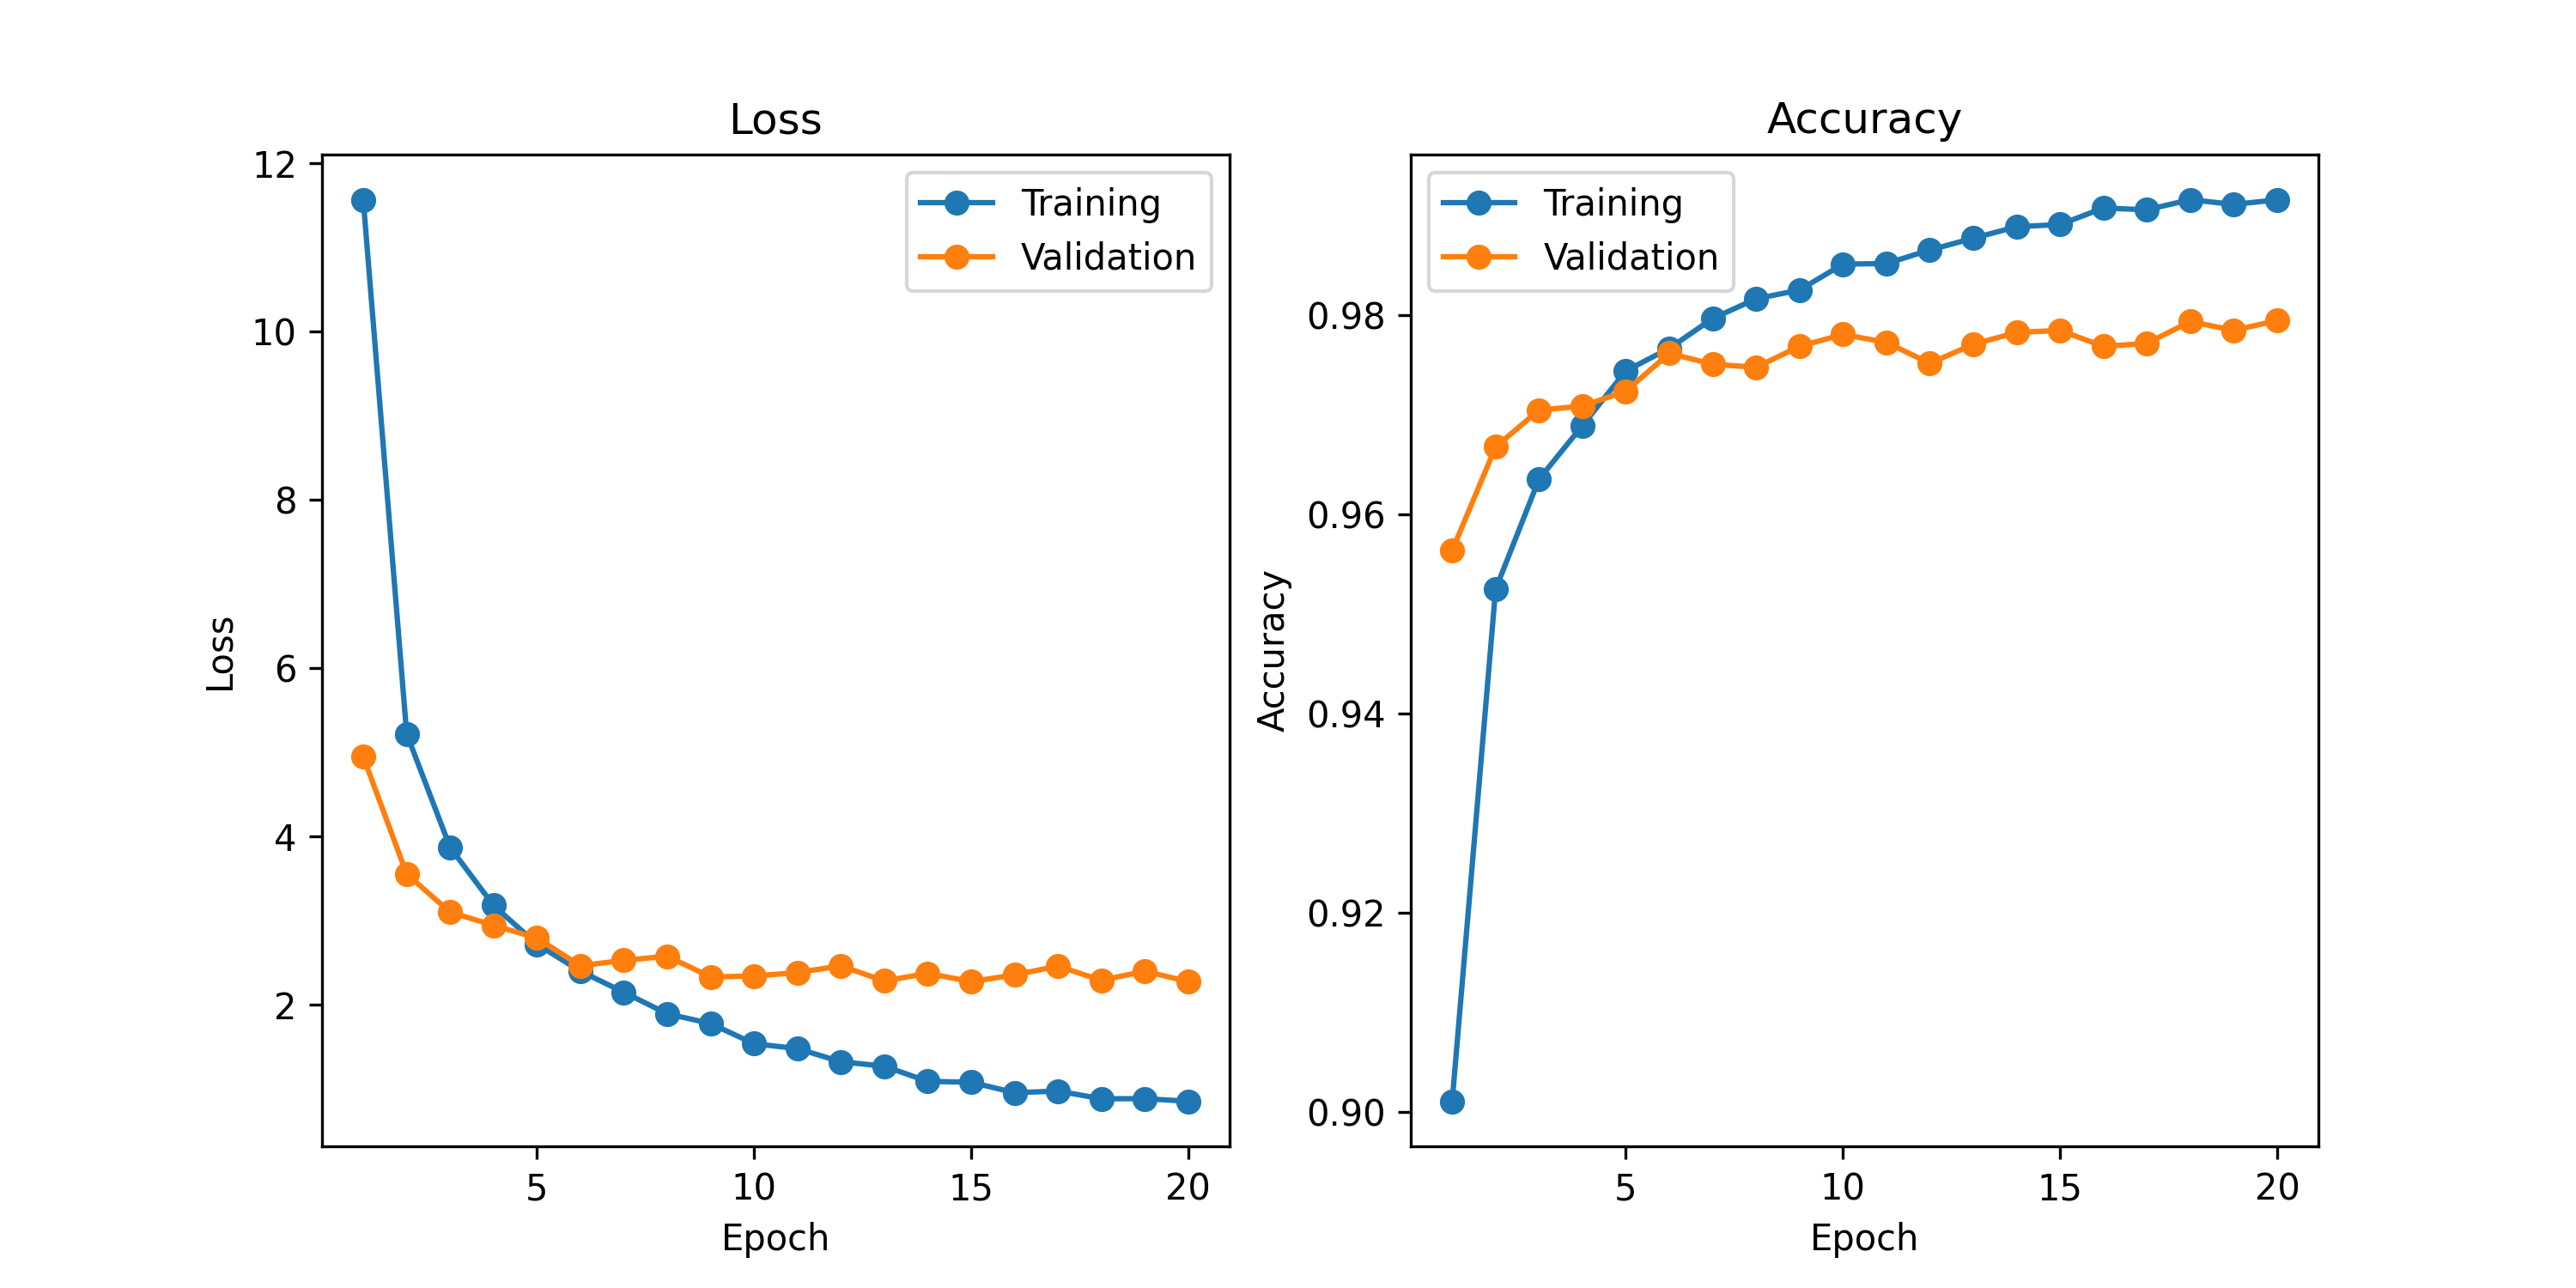 Loss
12
10
8
6
4
2
Loss
Training
Validation
5 10 15 20
Epoch
Accuracy
0.98
0.96
0.94
0.92
0.90
Accuracy
Training
Validation
5 10 15 20
Epoch